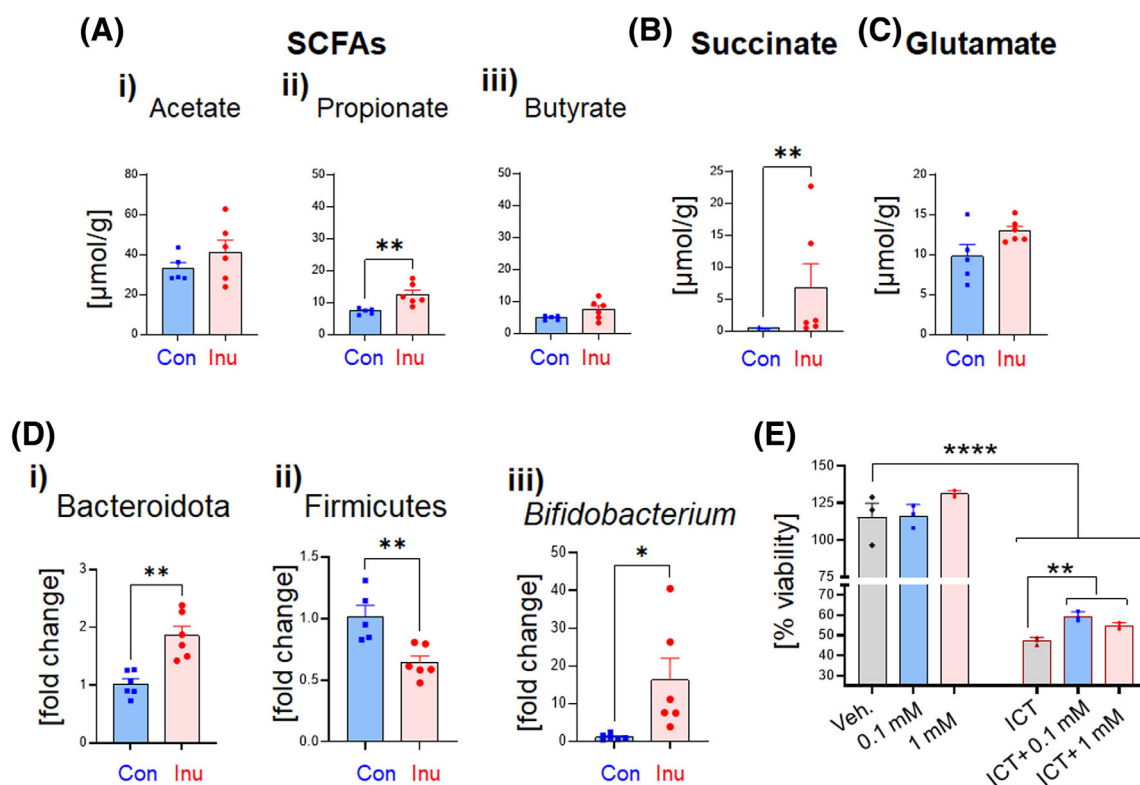 (A) SCFAs (B) Succinate (C) Glutamate
i) ii) iii)
Acetate Propionate Butyrate
[µmol/g] 80 60 40 20 0 Con Inu
50 40 30 20 10 0 ** Con Inu
50 40 30 20 10 0 Con Inu
[µmol/g] 25 20 15 10 5 0 ** Con Inu
[µmol/g] 20 15 10 5 0 Con Inu
(D) (E)
i) ii) iii)
Bacteroidota Firmicutes Bifidobacterium
[fold change] 3 2 1 0 ** Con Inu
[fold change] 1.5 1.0 0.5 0.0 ** Con Inu
[fold change] 50 40 30 20 10 0 * Con Inu
[% viability] 150 125 100 75 70 60 50 40 30 **** **
Veh. 0.1 mM 1 mM ICT ICT+ 0.1 mM ICT+ 1 mM